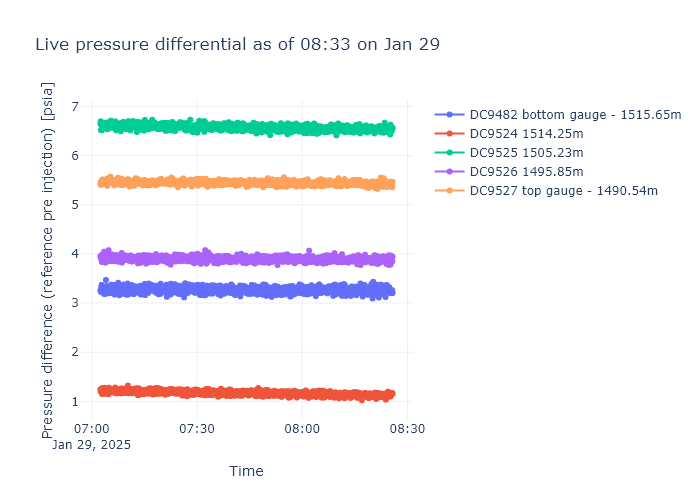 Live pressure differential as of 08:33 on Jan 29
Pressure difference (reference pre injection) [psia]
7
6
5
4
3
2
1
07:00
07:30
08:00
08:30
Jan 29, 2025
Time
DC9482 bottom gauge - 1515.65m
DC9524 1514.25m
DC9525 1505.23m
DC9526 1495.85m
DC9527 top gauge - 1490.54m